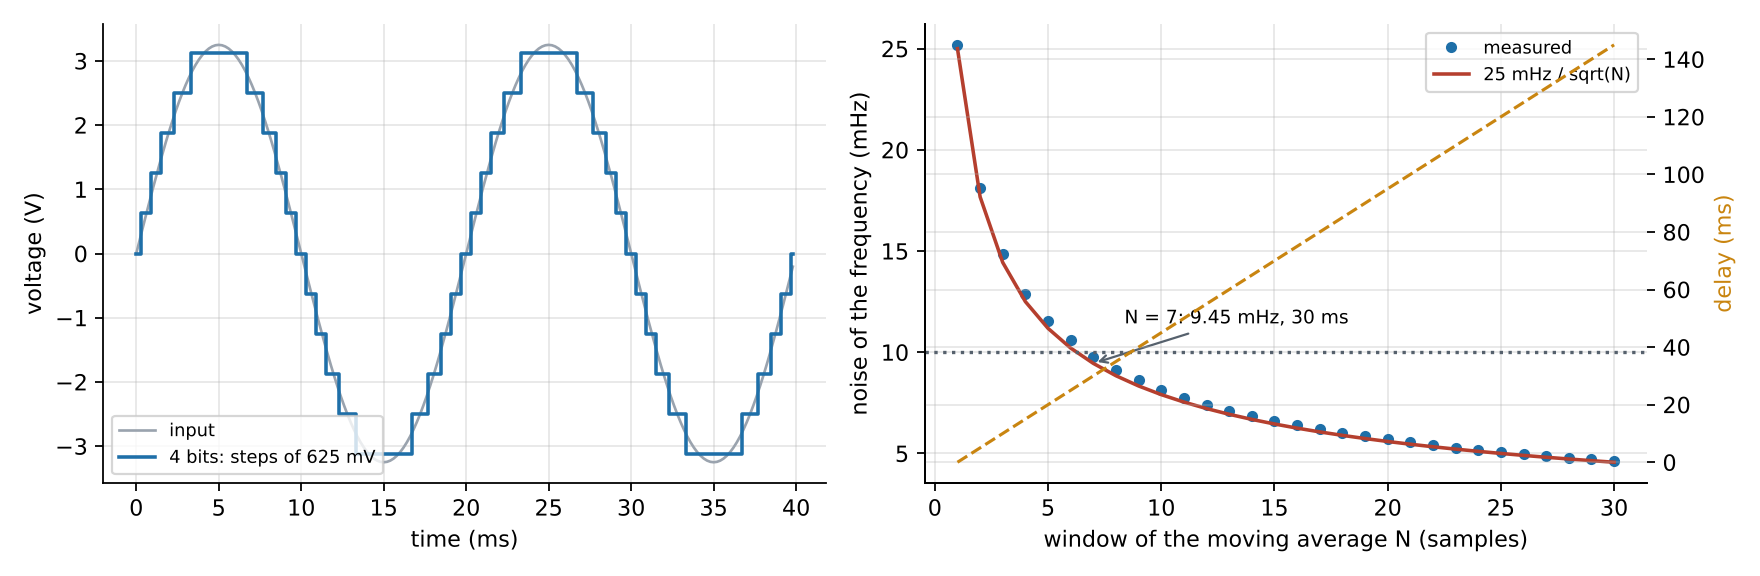 voltage (V)
3
2
1
0
−1
−2
−3
input
4 bits: steps of 625 mV
0 5 10 15 20 25 30 35 40
time (ms)
noise of the frequency (mHz)
25
20
15
10
5
measured
25 mHz / sqrt(N)
N = 7: 9.45 mHz, 30 ms
140
120
100
80
60
40
20
0
delay (ms)
0 5 10 15 20 25 30
window of the moving average N (samples)